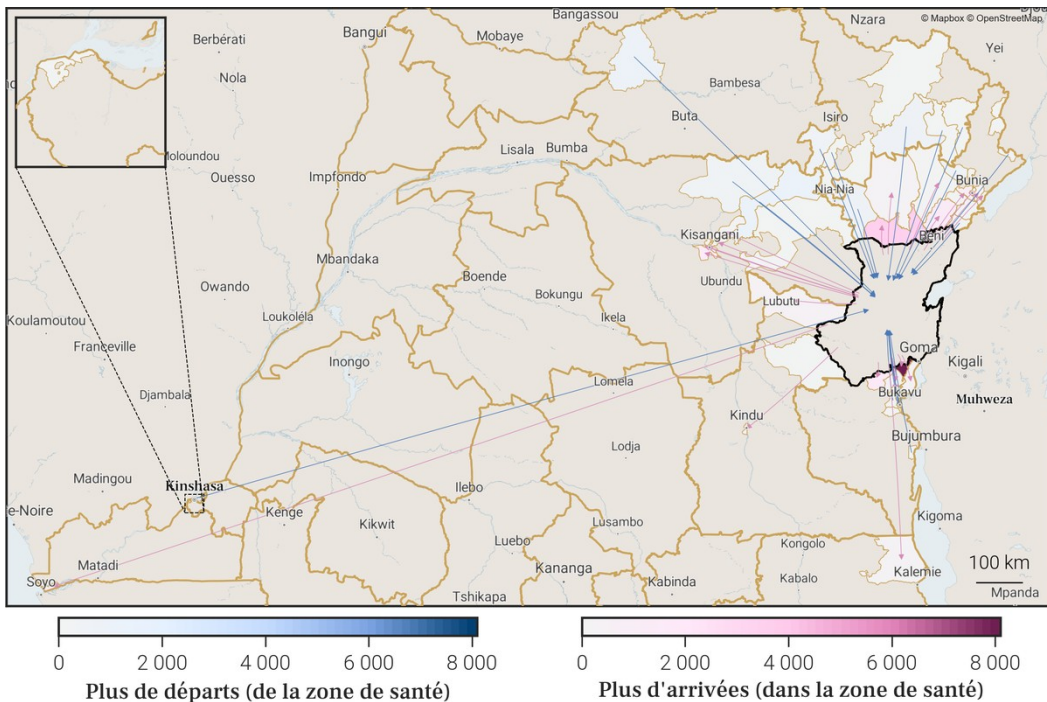 Bangassou
Nzara
© Mapbox © OpenStreetMap
Berbérati
Bangui
Mobaye
Yei
Nola
Bambesa
Buta
Isiro
Moloundou
Lisala
Bumba
Ouesso
Impfondo
Nia-Nia
Bunia
Kisangani
Beni
Mbandaka
Boende
Ubundu
Owando
Bokungu
Lubutu
Koulamoutou
Loukoléla
Ikela
Franceville
Goma
Inongo
Kigali
Djambala
Lomela
Bukavu
Muhweza
Kindu
Lodja
Bujumbura
Madingou
Kinshasa
Ilebo
e-Noire
Kenge
Kikwit
Lusambo
Kigoma
Luebo
Kongolo
100 km
Matadi
Soyo
Kananga
Kabinda
Kabalo
Kalemie
Tshikapa
Mpanda
0 2 000 4 000 6 000 8 000
Plus de départs (de la zone de santé)
0 2 000 4 000 6 000 8 000
Plus d'arrivées (dans la zone de santé)